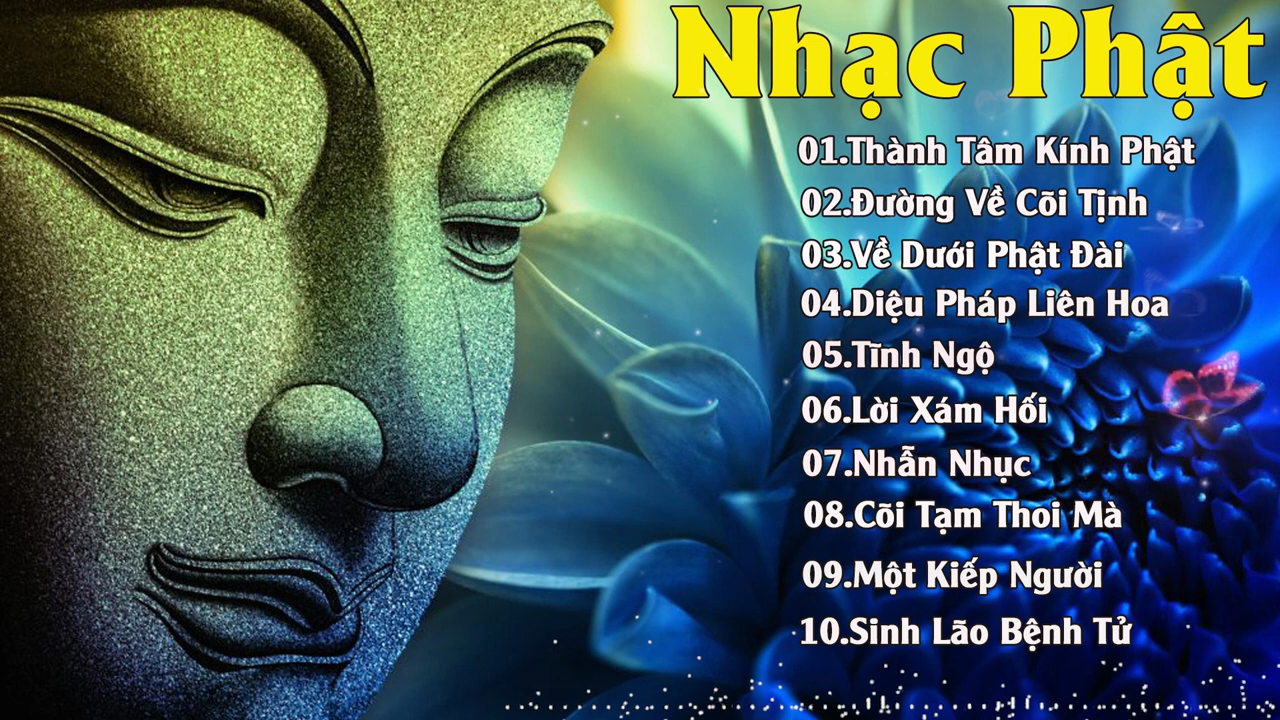 Nhạc Phật
01.Thành Tâm Kính Phật
02.Đường Về Cõi Tịnh
03.Về Dưới Phật Đài
04.Diệu Pháp Liên Hoa
05.Tĩnh Ngộ
06.Lời Xám Hối
07.Nhẫn Nhục
08.Cõi Tạm Thoi Mà
09.Một Kiếp Người
10.Sinh Lão Bệnh Tử